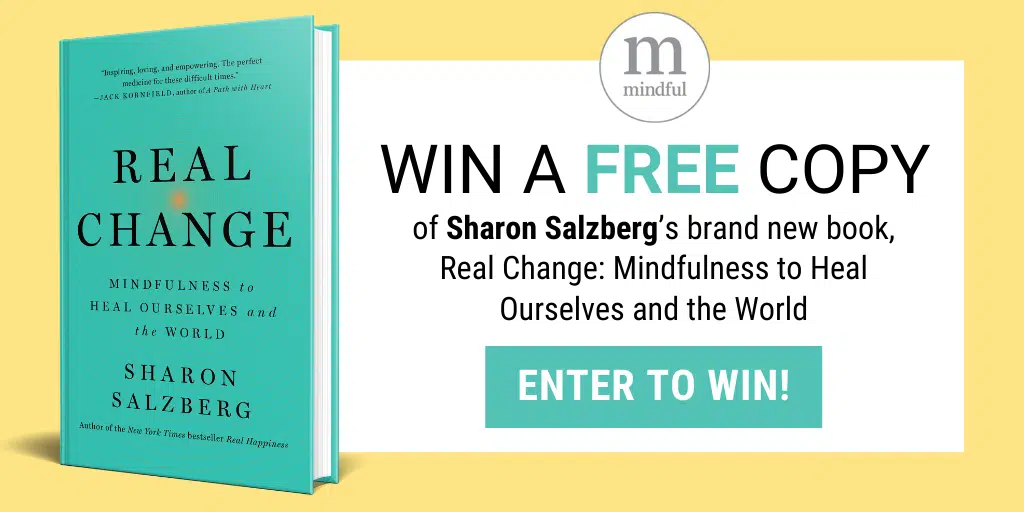 "Inspiring, loving, and empowering. The perfect
medicine for these difficult times."
—JACK KORNFIELD, author of A Path with Heart
REAL
CHANGE
MINDFULNESS to
HEAL OURSELVES and
the WORLD
SHARON
SALZBERG
Author of the New York Times bestseller Real Happiness
m
mindful
WIN A FREE COPY
of Sharon Salzberg's brand new book,
Real Change: Mindfulness to Heal
Ourselves and the World
ENTER TO WIN!